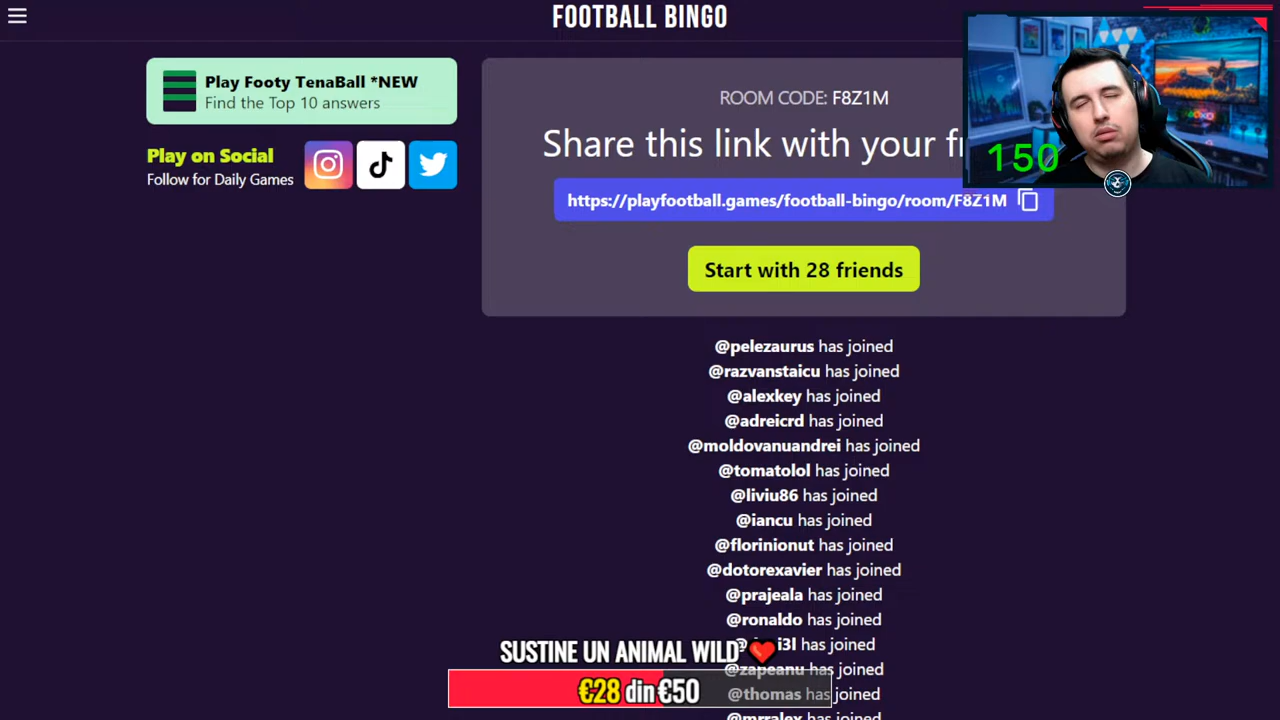 FOOTBALL BINGO
Play Footy TenaBall *NEW
Find the Top 10 answers
Play on Social
Follow for Daily Games
ROOM CODE: F8Z1M
Share this link with your
https://playfootball.games/football-bingo/room/F8Z1M
Start with 28 friends
150
@pelezaurus has joined
@razvanstaicu has joined
@alexkey has joined
@adreicrd has joined
@moldovanuandrei has joined
@tomatolol has joined
@liviu86 has joined
@iancu has joined
@florinionut has joined
@dotorexavier has joined
@prajeala has joined
@ronaldo has joined
has joined
@zapeanu has joined
@thomas has joined
@mrralex has joined
SUSTINE UN ANIMAL WILD ❤
€28 din €50